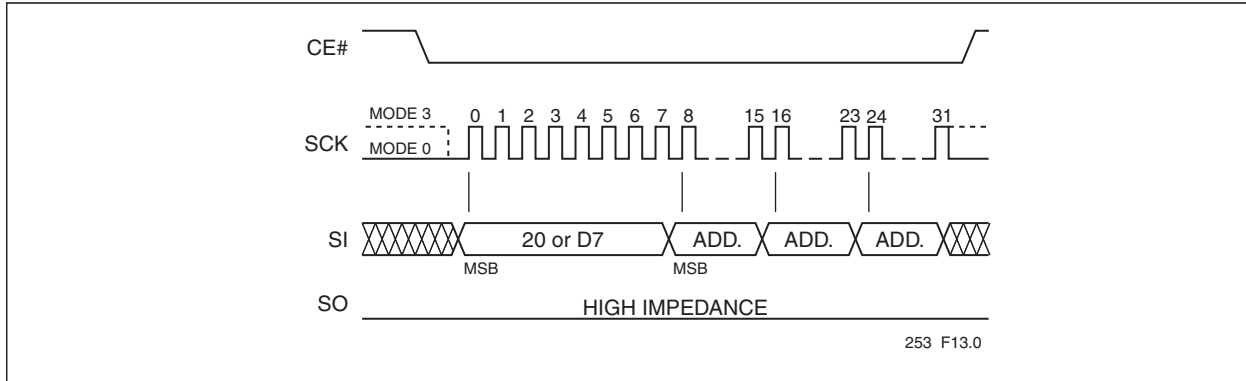 CE#
MODE 3
0 1 2 3 4 5 6 7 8 15 16 23 24 31
SCK
MODE 0
SI
20 or D7 ADD. ADD. ADD.
MSB MSB
SO
HIGH IMPEDANCE
253 F13.0